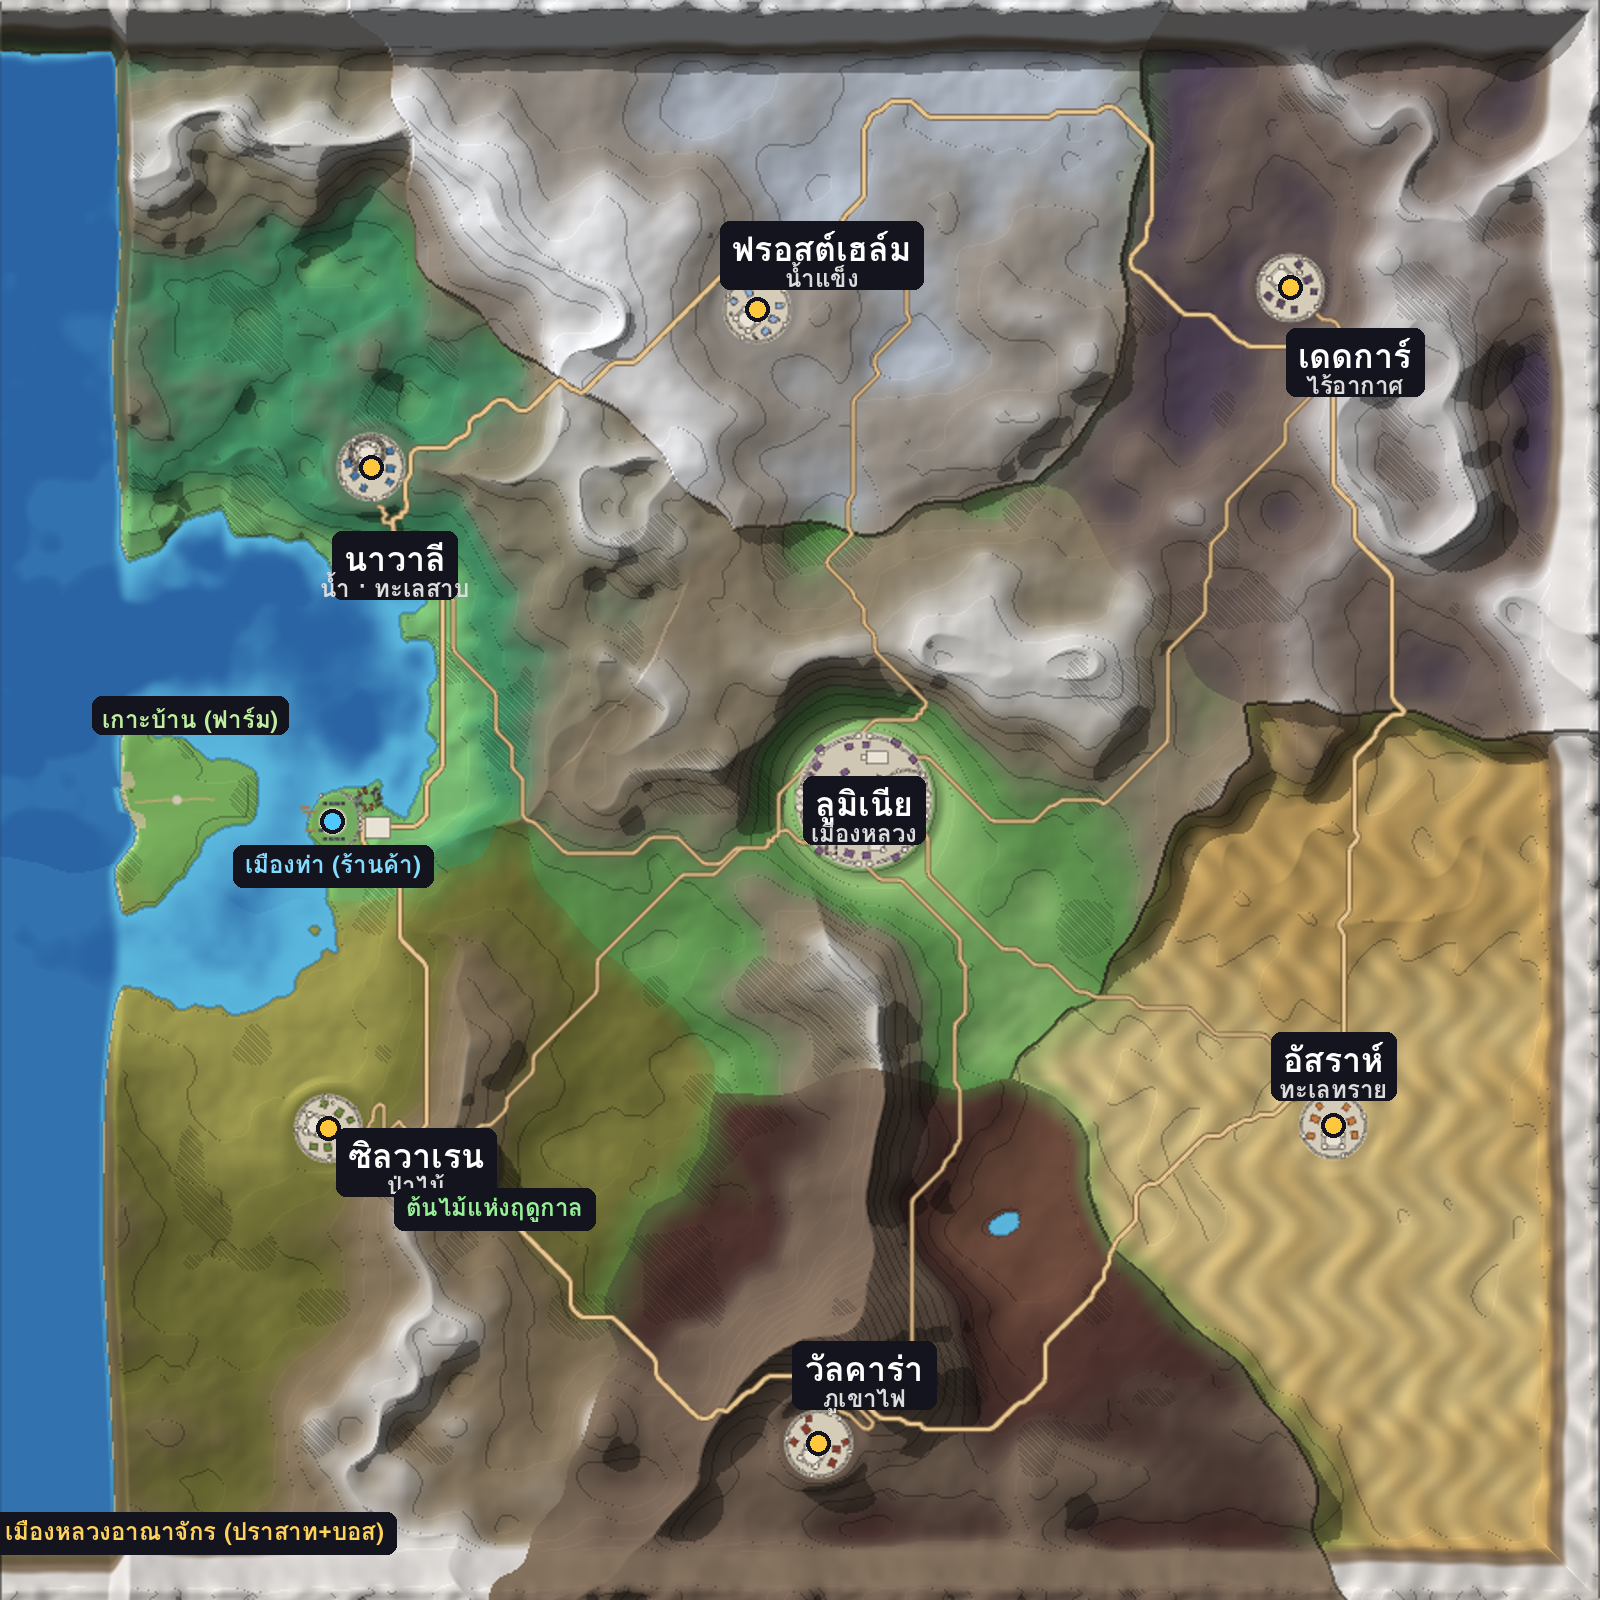 ฟรอสต์เฮล์ม
น้ำแข็ง
เดดการ์
ไร้อากาศ
นาวาลี
น้ำ · ทะเลสาบ
เกาะบ้าน (ฟาร์ม)
ลูมิเนีย
เมืองหลวง
เมืองท่า (ร้านค้า)
อัสราห์
ทะเลทราย
ซิลวาเรน
ป่าไม้
ต้นไม้แห่งฤดูกาล
วัลคาร่า
ภูเขาไฟ
เมืองหลวงอาณาจักร (ปราสาท+บอส)